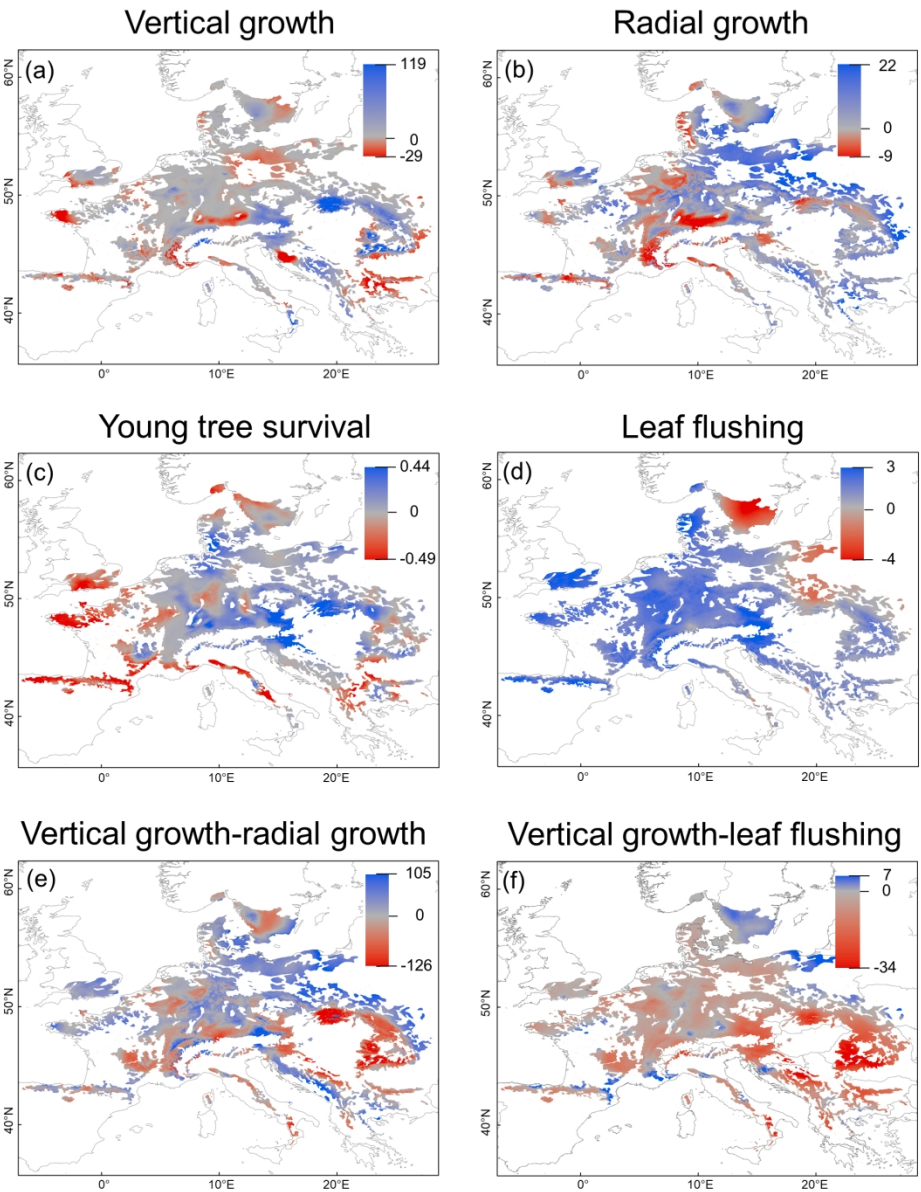 Vertical growth
Radial growth
(a)
119
0
-29
60°N
50°N
40°N
0°
10°E
20°E
(b)
22
0
-9
60°N
50°N
40°N
0°
10°E
20°E
Young tree survival
Leaf flushing
(c)
0.44
0
-0.49
60°N
50°N
40°N
0°
10°E
20°E
(d)
3
0
-4
60°N
50°N
40°N
0°
10°E
20°E
Vertical growth-radial growth
Vertical growth-leaf flushing
(e)
105
0
-126
60°N
50°N
40°N
0°
10°E
20°E
(f)
7
0
-34
60°N
50°N
40°N
0°
10°E
20°E